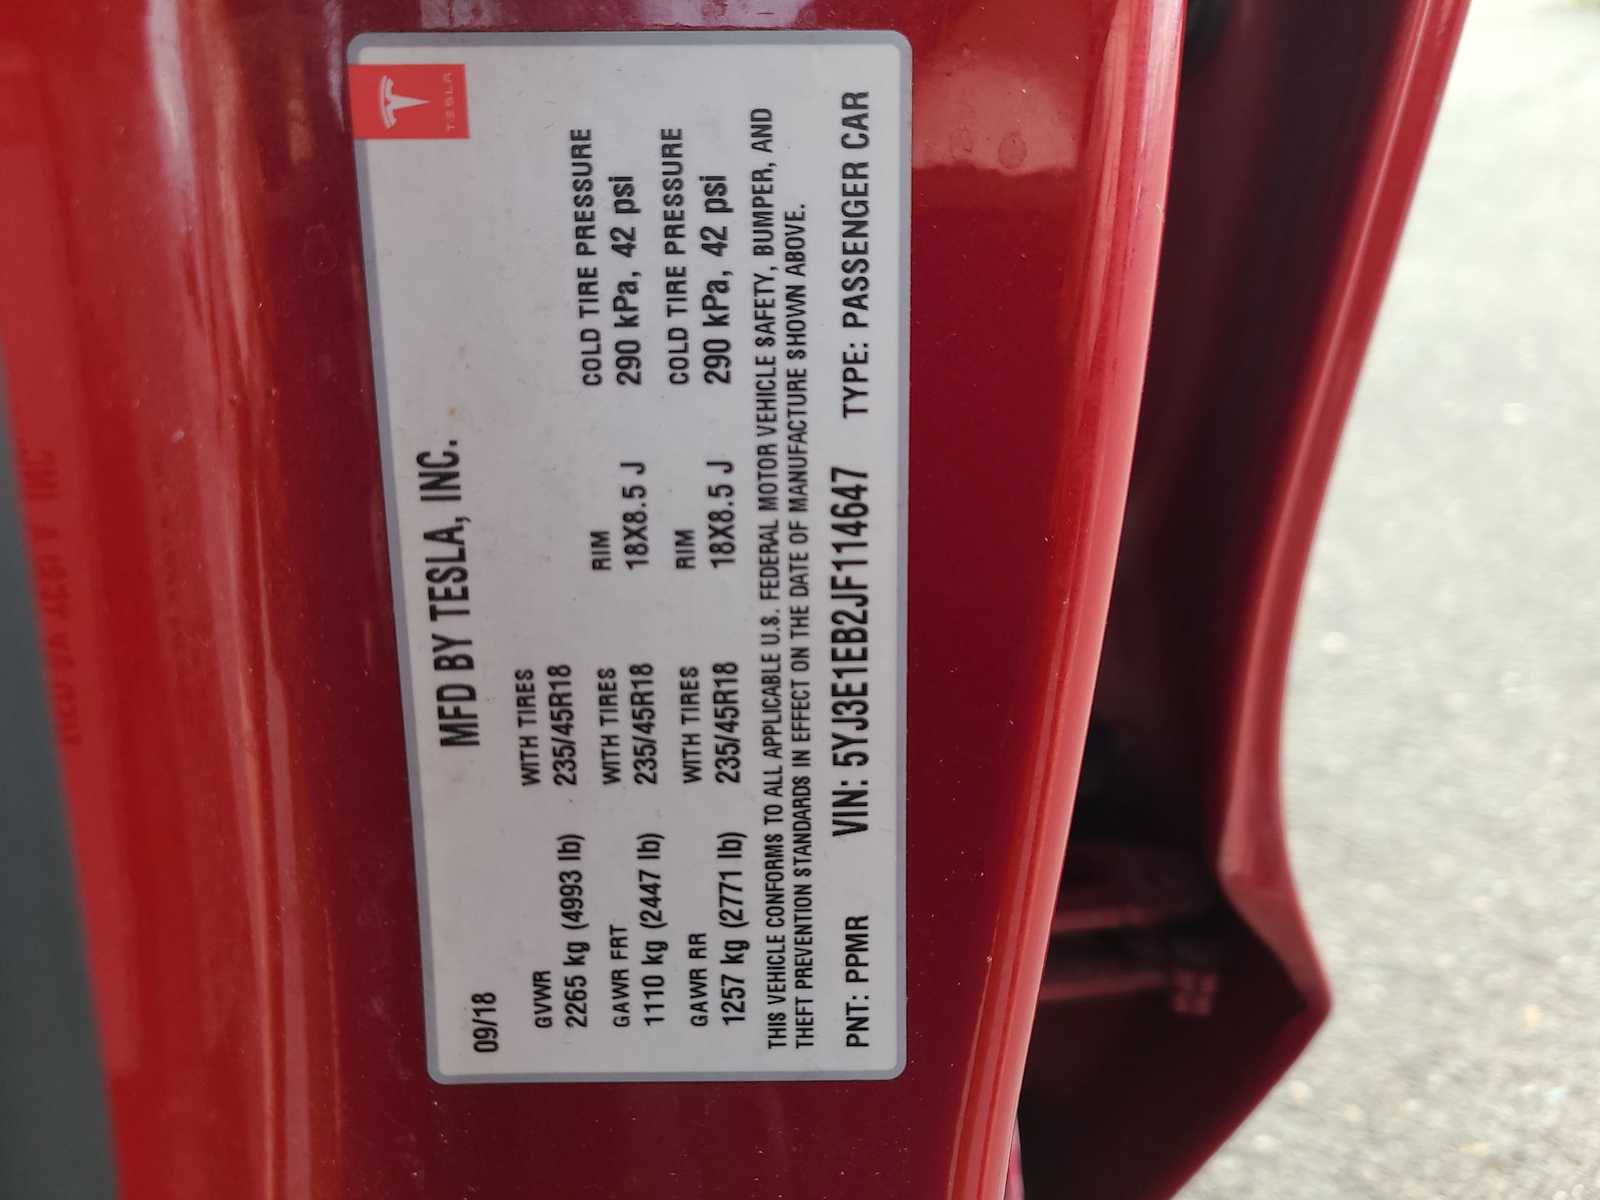 TESLA
MFD BY TESLA, INC.
09/18
GVWR WITH TIRES
2265 kg (4993 lb) 235/45R18
GAWR FRT WITH TIRES RIM COLD TIRE PRESSURE
1110 kg (2447 lb) 235/45R18 18X8.5 J 290 kPa, 42 psi
GAWR RR WITH TIRES RIM COLD TIRE PRESSURE
1257 kg (2771 lb) 235/45R18 18X8.5 J 290 kPa, 42 psi
THIS VEHICLE CONFORMS TO ALL APPLICABLE U.S. FEDERAL MOTOR VEHICLE SAFETY, BUMPER, AND
THEFT PREVENTION STANDARDS IN EFFECT ON THE DATE OF MANUFACTURE SHOWN ABOVE.
PNT: PPMR VIN: 5YJ3E1EB2JF114647 TYPE: PASSENGER CAR